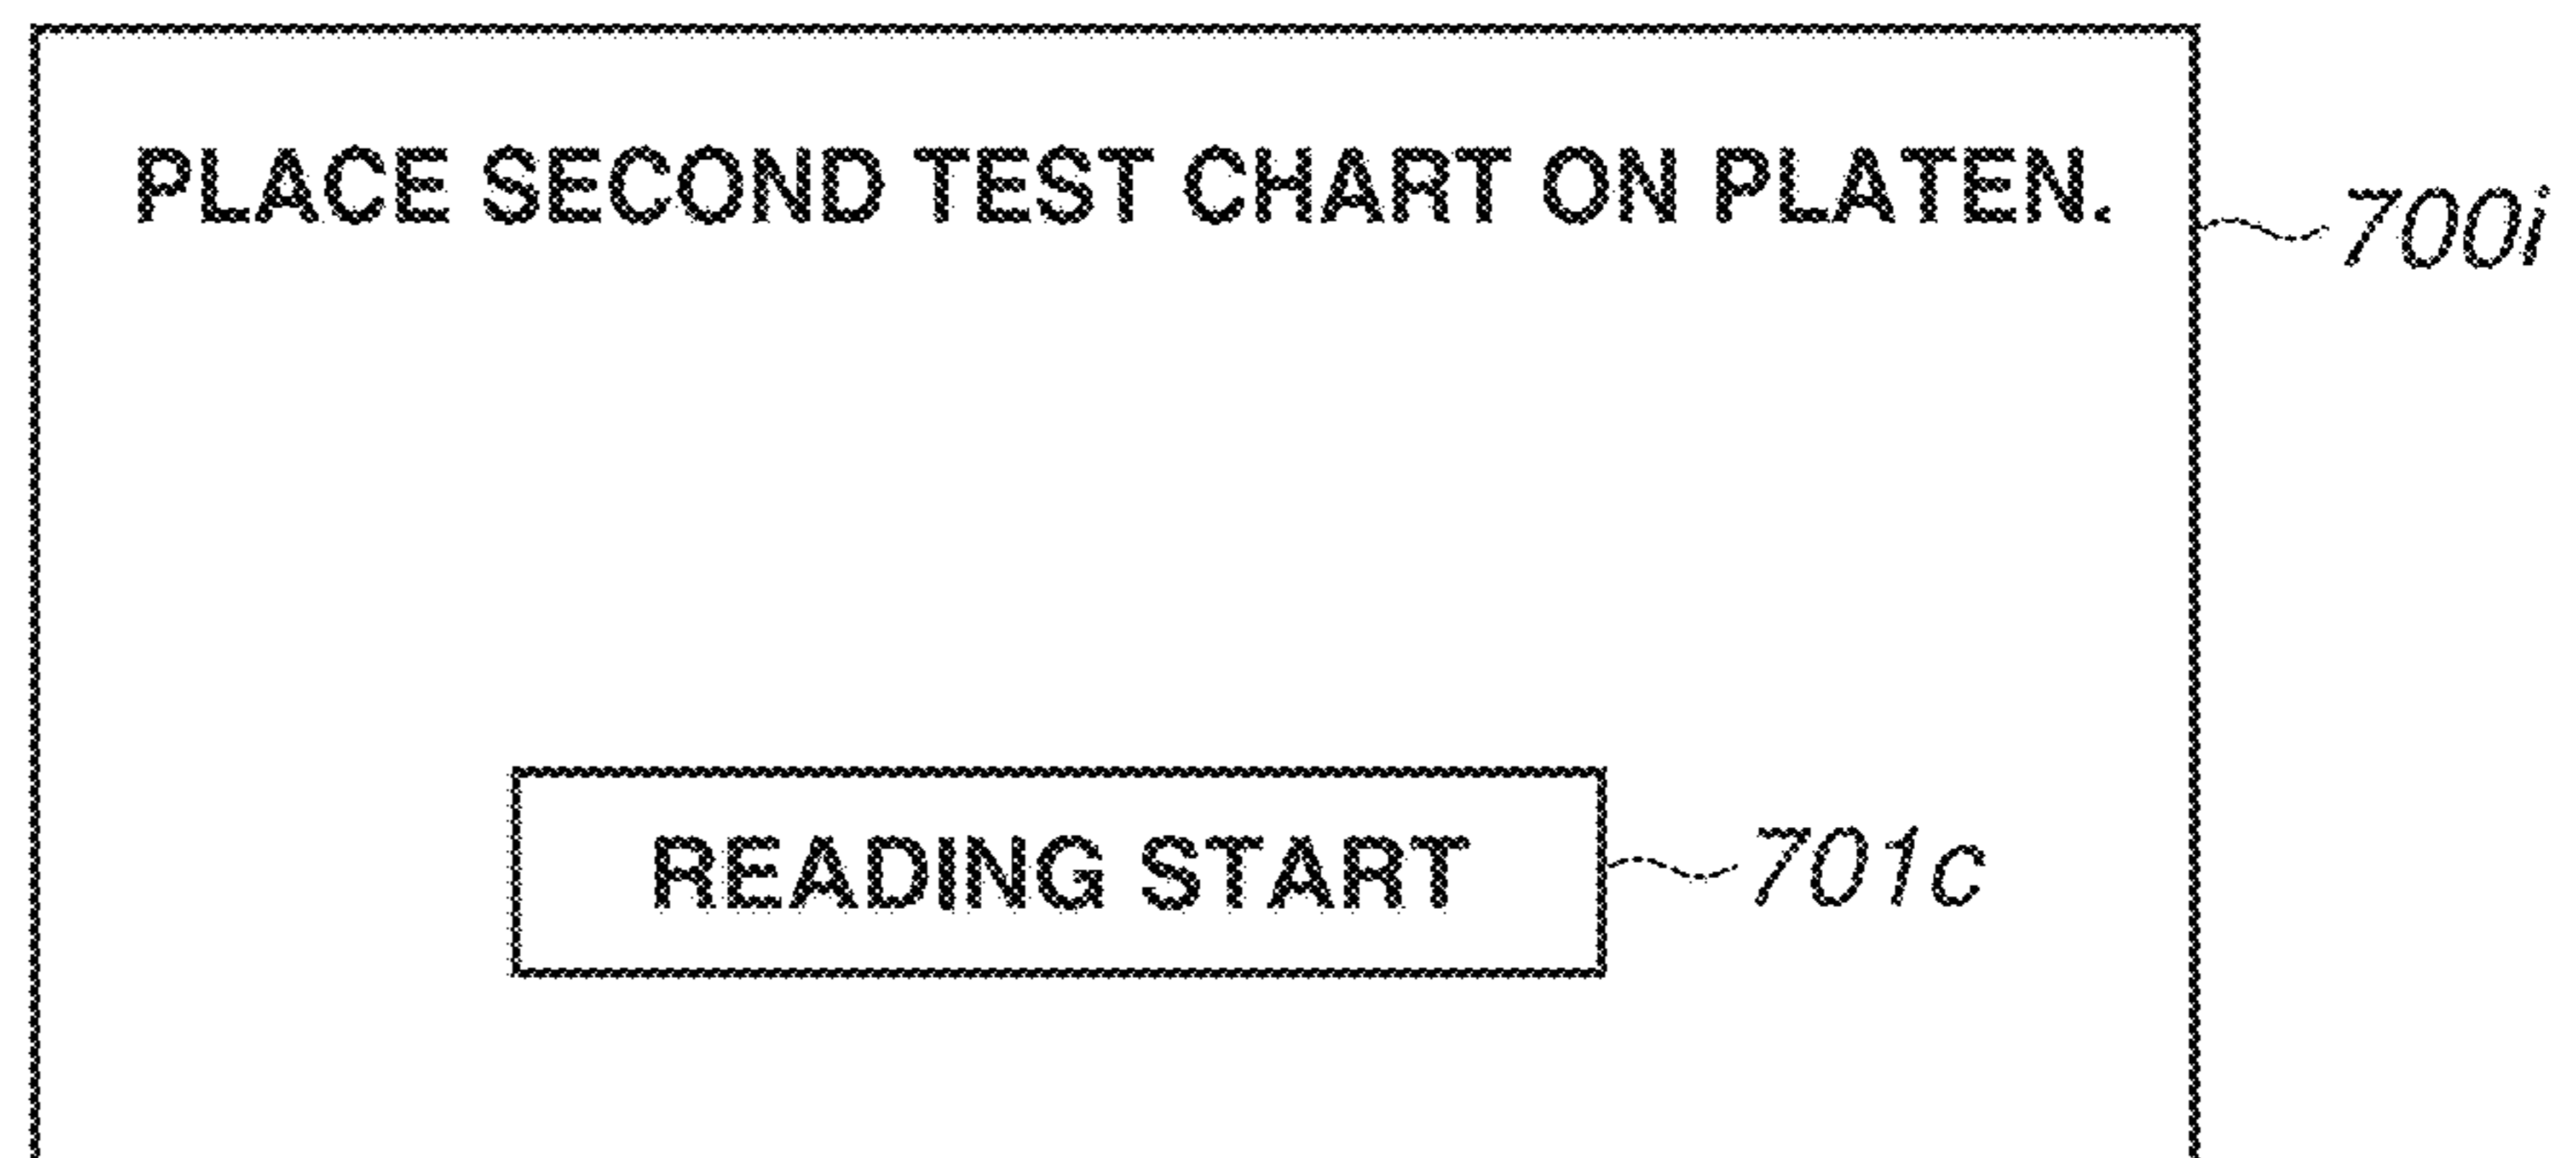 PLACE SECOND TEST CHART ON PLATEN.
700i
READING START
701c